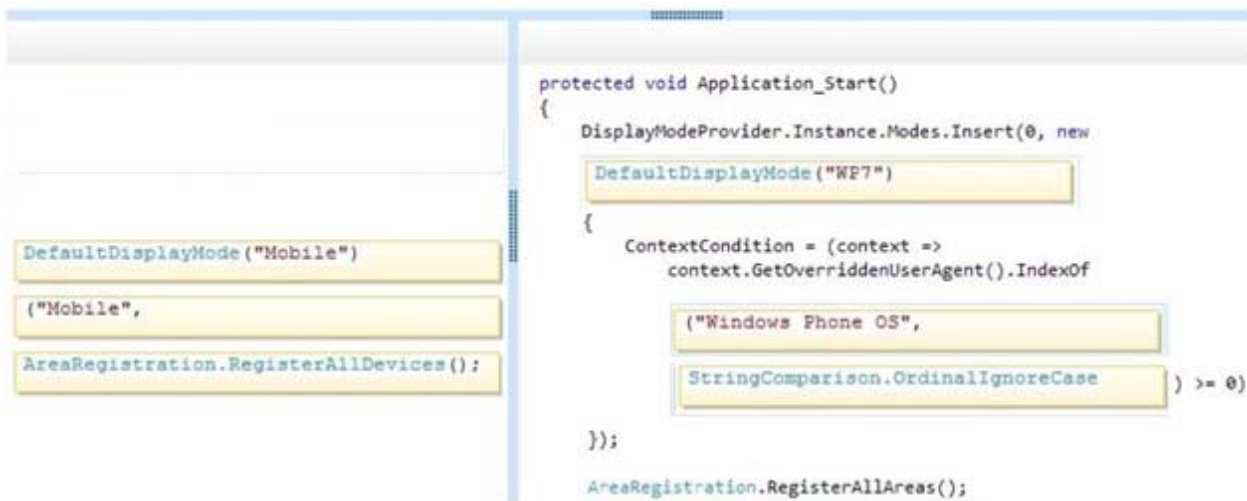 DefaultDisplayMode("Mobile")
("Mobile",
AreaRegistration.RegisterAllDevices();
protected void Application_Start()
{
DisplayModeProvider.Instance.Modes.Insert(0, new
DefaultDisplayMode("WP7")
{
ContextCondition = (context =>
context.GetOverriddenUserAgent().IndexOf
("Windows Phone OS",
StringComparison.OrdinalIgnoreCase ) >= 0)
});
AreaRegistration.RegisterAllAreas();